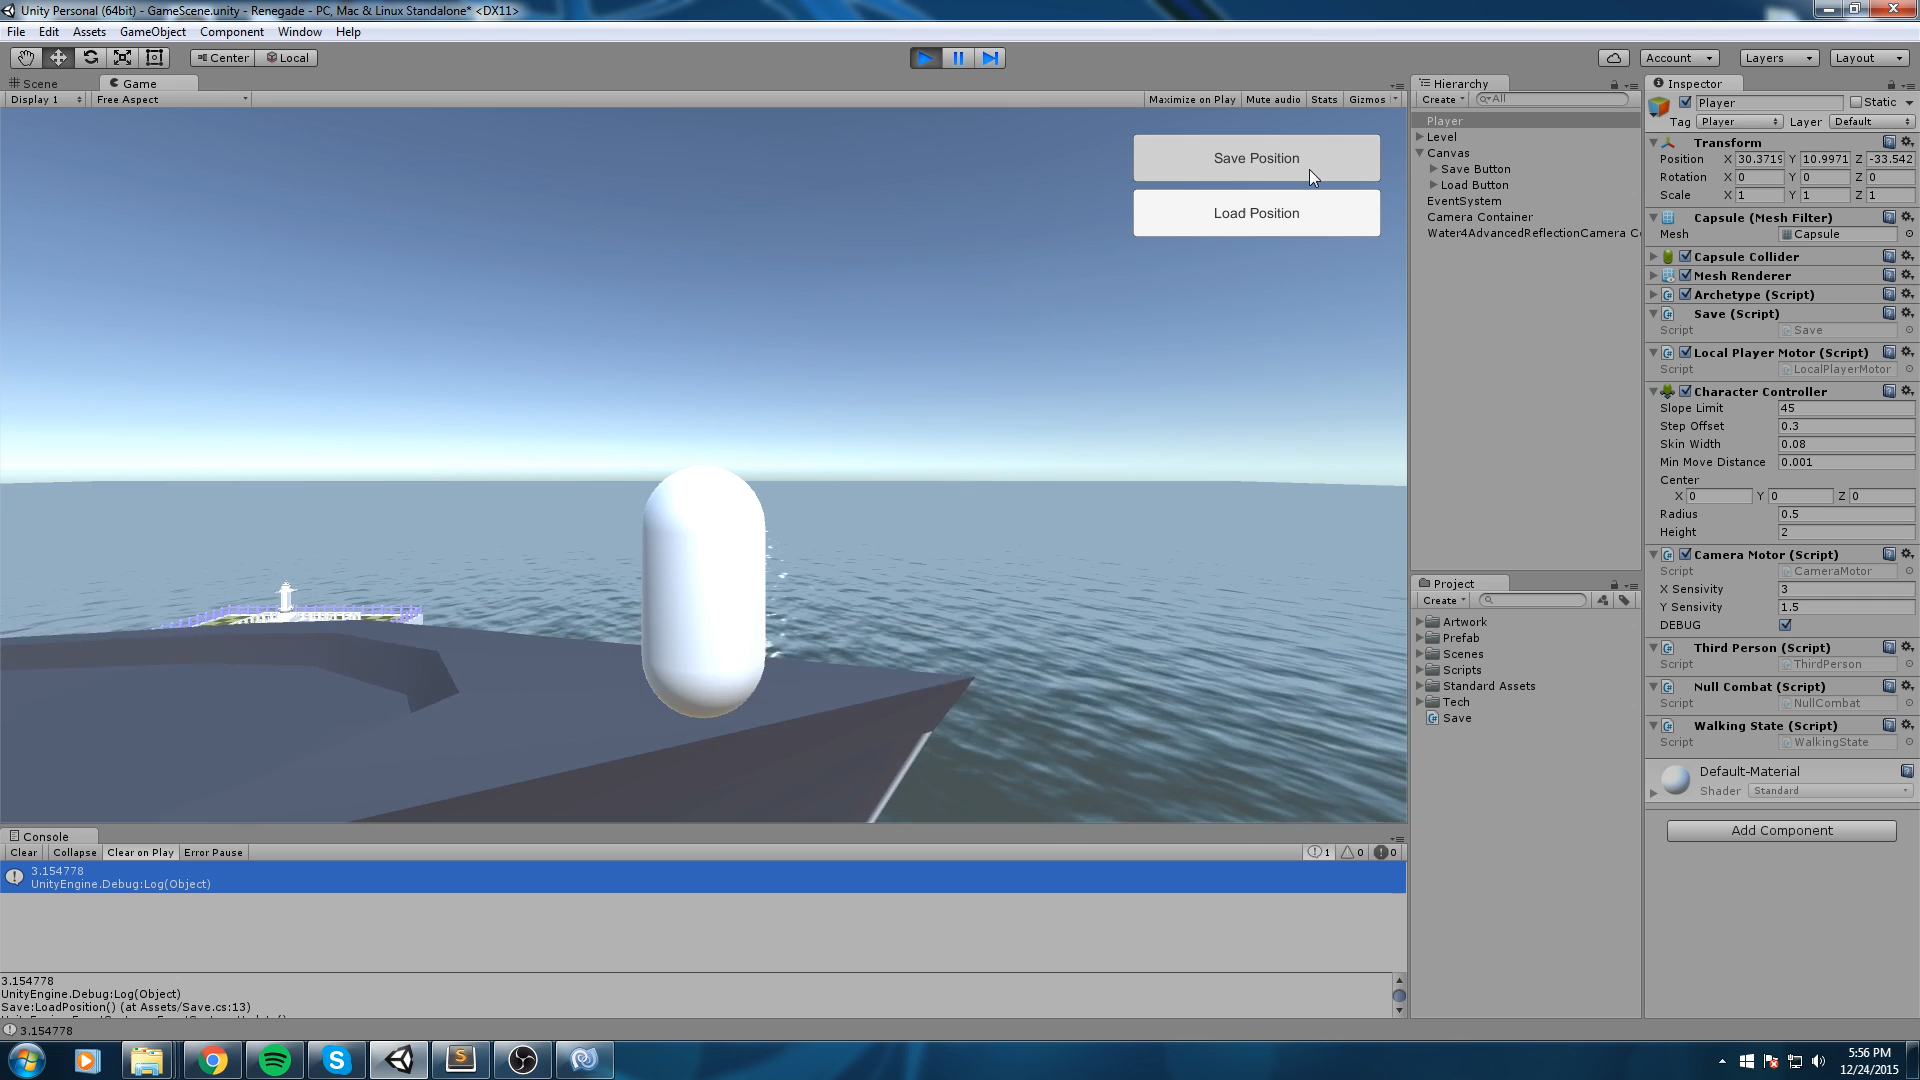 Unity Personal (64bit) - GameScene.unity - Renegade - PC, Mac & Linux Standalone* <DX11>
File Edit Assets GameObject Component Window Help
Center Local Account Layers Layout
Scene Game
Display 1 Free Aspect Maximize on Play Mute audio Stats Gizmos
Save Position
Load Position
Hierarchy
Create All
Player
Level
Canvas
Save Button
Load Button
EventSystem
Camera Container
Water4AdvancedReflectionCamera C
Project
Create
Artwork
Prefab
Scenes
Scripts
Standard Assets
Tech
Save
Inspector
Player Static
Tag Player Layer Default
Transform
Position X 30.3719 Y 10.9971 Z -33.542
Rotation X 0 Y 0 Z 0
Scale X 1 Y 1 Z 1
Capsule (Mesh Filter)
Mesh Capsule
Capsule Collider
Mesh Renderer
Archetype (Script)
Save (Script)
Script Save
Local Player Motor (Script)
Script LocalPlayerMotor
Character Controller
Slope Limit 45
Step Offset 0.3
Skin Width 0.08
Min Move Distance 0.001
Center
X 0 Y 0 Z 0
Radius 0.5
Height 2
Camera Motor (Script)
Script CameraMotor
X Sensivity 3
Y Sensivity 1.5
DEBUG
Third Person (Script)
Script ThirdPerson
Null Combat (Script)
Script NullCombat
Walking State (Script)
Script WalkingState
Default-Material
Shader Standard
Add Component
Console
Clear Collapse Clear on Play Error Pause 1 0 0
3.154778
UnityEngine.Debug:Log(Object)
3.154778
UnityEngine.Debug:Log(Object)
Save:LoadPosition() (at Assets/Save.cs:13)
3.154778
5:56 PM
12/24/2015